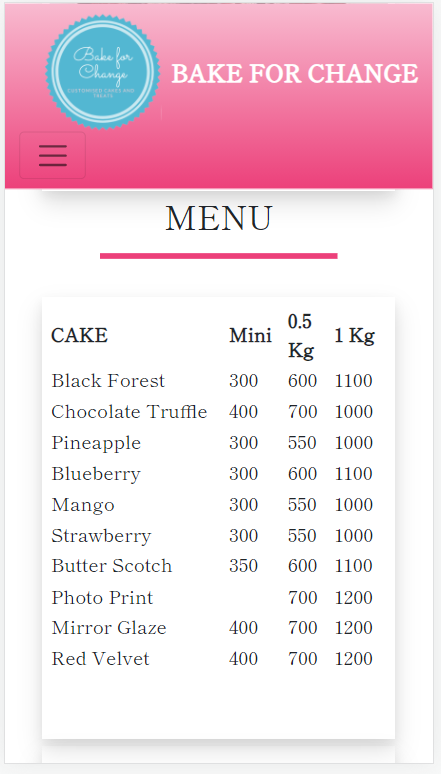 Bake for
Change
CUSTOMISED CAKES AND
TREATS
BAKE FOR CHANGE
MENU
CAKE Mini 0.5 Kg 1 Kg
Black Forest 300 600 1100
Chocolate Truffle 400 700 1000
Pineapple 300 550 1000
Blueberry 300 600 1100
Mango 300 550 1000
Strawberry 300 550 1000
Butter Scotch 350 600 1100
Photo Print 700 1200
Mirror Glaze 400 700 1200
Red Velvet 400 700 1200